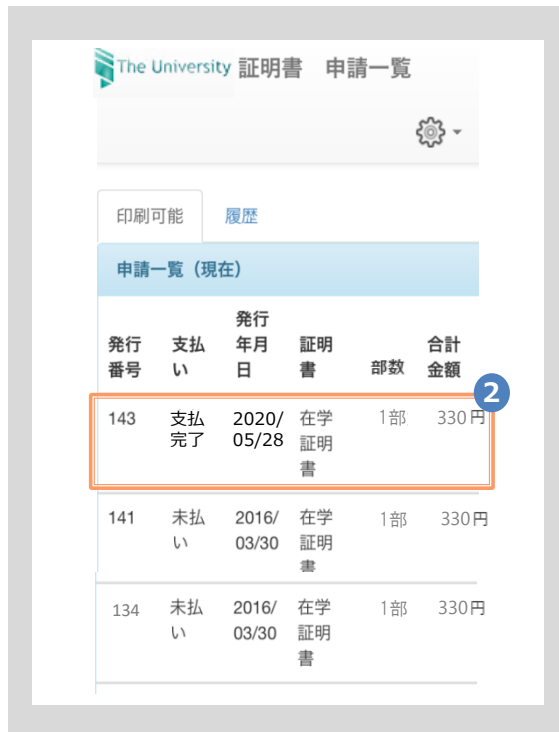 The University 証明書 申請一覧
印刷可能 履歴
申請一覧（現在）
発行
発行 支払 年月 証明 合計
番号 い 日 書 部数 金額
2
143 支払 2020/ 在学 1部 330円
完了 05/28 証明
書
141 未払 2016/ 在学 1部 330円
い 03/30 証明
書
134 未払 2016/ 在学 1部 330円
い 03/30 証明
書